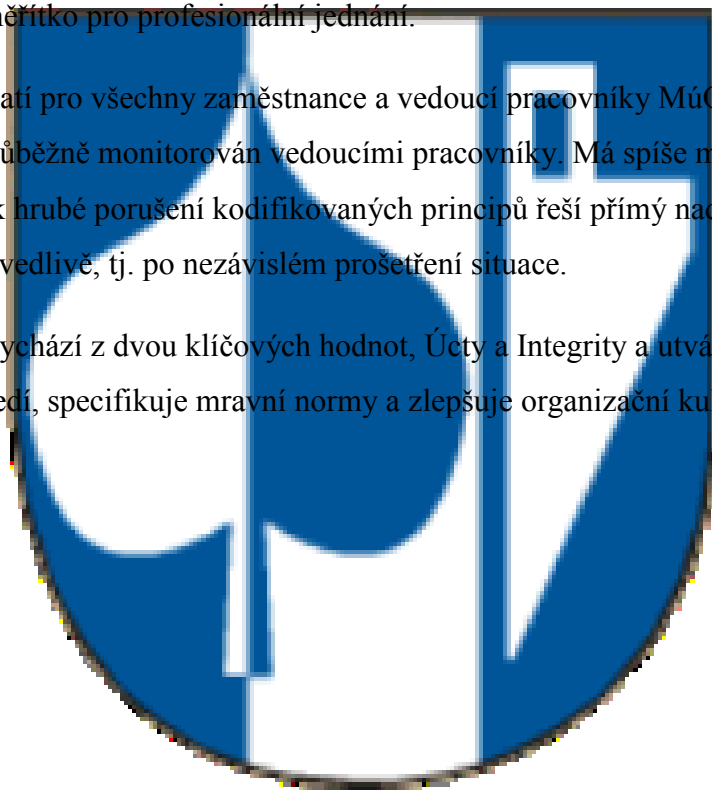 měřítko pro profesionální jednání.
atí pro všechny zaměstnance a vedoucí pracovníky MúO
ůběžně monitorován vedoucími pracovníky. Má spíše m
k hrubé porušení kodifikovaných principů řeší přímý nad
vedlivě, tj. po nezávislém prošetření situace.
ychází z dvou klíčových hodnot, Úcty a Integrity a utvá
edí, specifikuje mravní normy a zlepšuje organizační ku